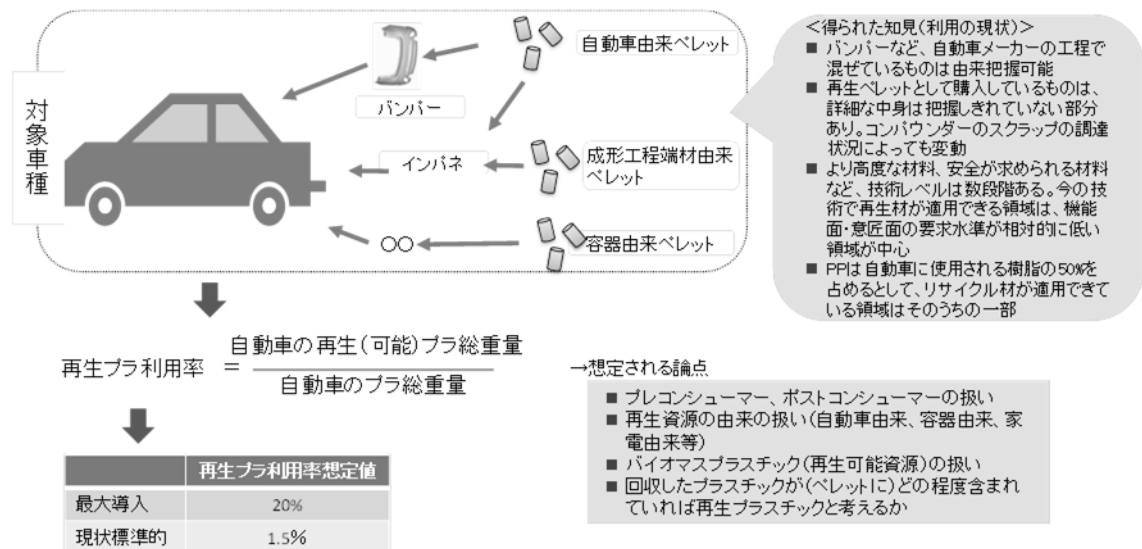 対象車種
バンパー
インパネ
○○
自動車由来ペレット
成形工程端材由来
ペレット
容器由来ペレット
＜得られた知見(利用の現状)＞
■ バンパーなど、自動車メーカーの工程で
混ぜているものは由来把握可能
■ 再生ペレットとして購入しているものは、
詳細な中身は把握しきれていない部分
あり。コンパウンダーのスクラップの調達
状況によっても変動
■ より高度な材料、安全が求められる材料
など、技術レベルは数段階ある。今の技
術で再生材が適用できる領域は、機能
面・意匠面の要求水準が相対的に低い
領域が中心
■ PPは自動車に使用される樹脂の50%を
占めるとして、リサイクル材が適用できて
いる領域はそのうちの一部
再生プラ利用率 ＝
自動車の再生(可能)プラ総重量
自動車のプラ総重量
→想定される論点
■ プレコンシューマー、ポストコンシューマーの扱い
■ 再生資源の由来の扱い(自動車由来、容器由来、家
電由来等)
■ バイオマスプラスチック(再生可能資源)の扱い
■ 回収したプラスチックが(ペレットに)どの程度含まれ
ていれば再生プラスチックと考えるか
再生プラ利用率想定値
最大導入 20%
現状標準的 1.5%